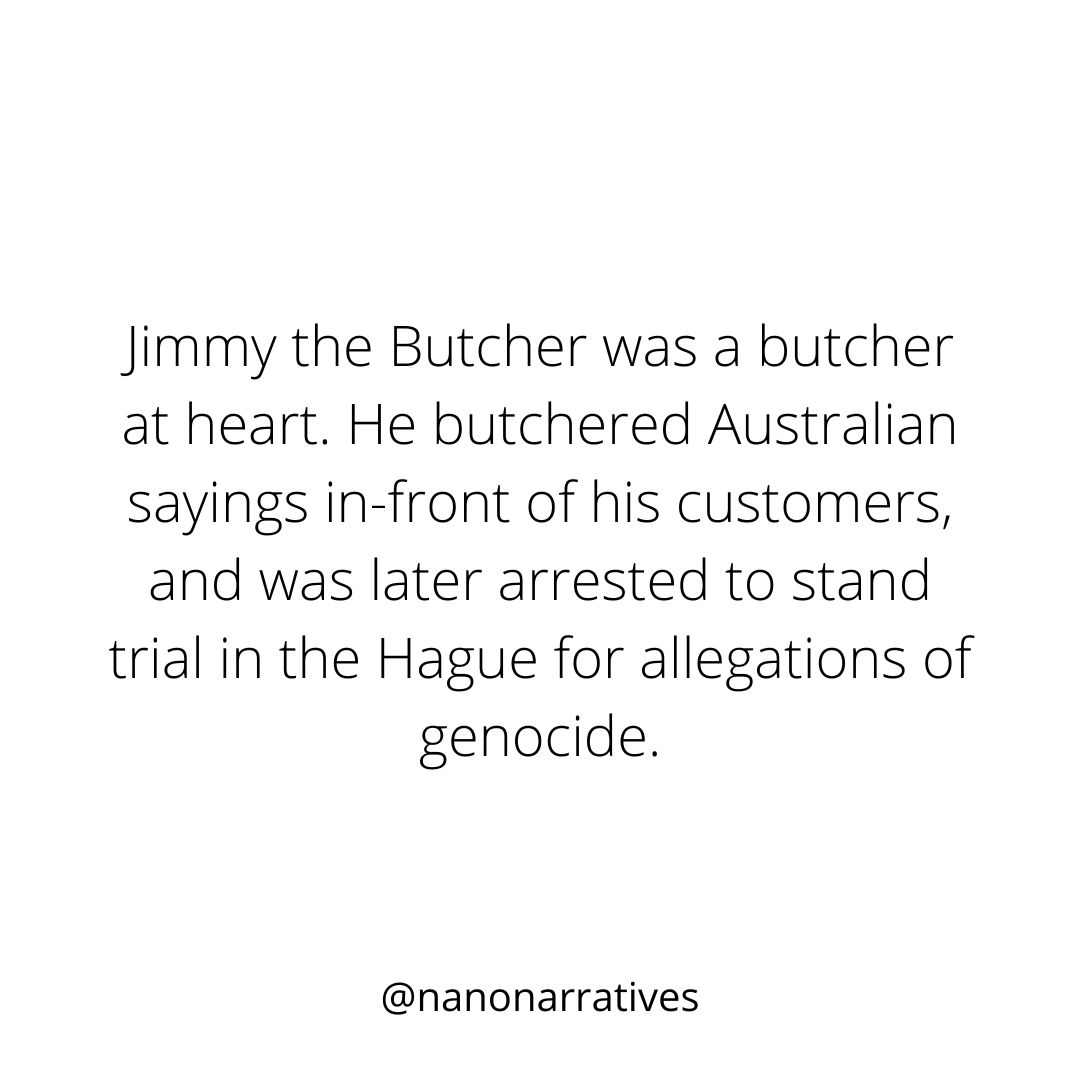 Jimmy the Butcher was a butcher
at heart. He butchered Australian
sayings in-front of his customers,
and was later arrested to stand
trial in the Hague for allegations of
genocide.
@nanonarratives